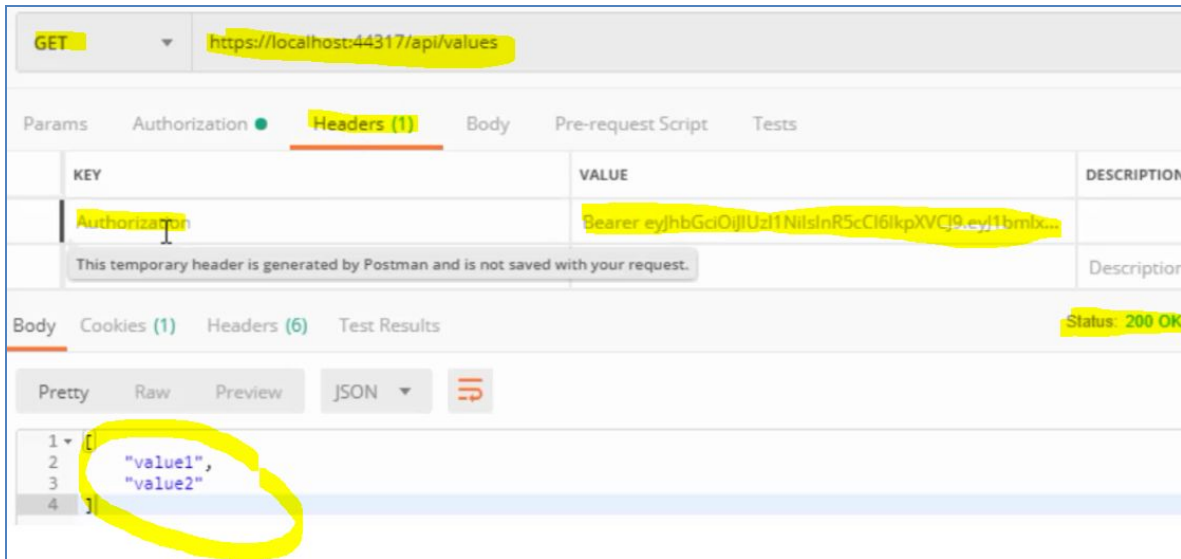 GET https://localhost:44317/api/values
Params Authorization Headers (1) Body Pre-request Script Tests
KEY VALUE DESCRIPTION
Authorization Bearer eyJhbGciOiJIUzI1NiIsInR5cCI6IkpXVCJ9.eyJ1bmlx...
This temporary header is generated by Postman and is not saved with your request. Description
Body Cookies (1) Headers (6) Test Results Status: 200 OK
Pretty Raw Preview JSON
1 [
2 "value1",
3 "value2"
4 ]